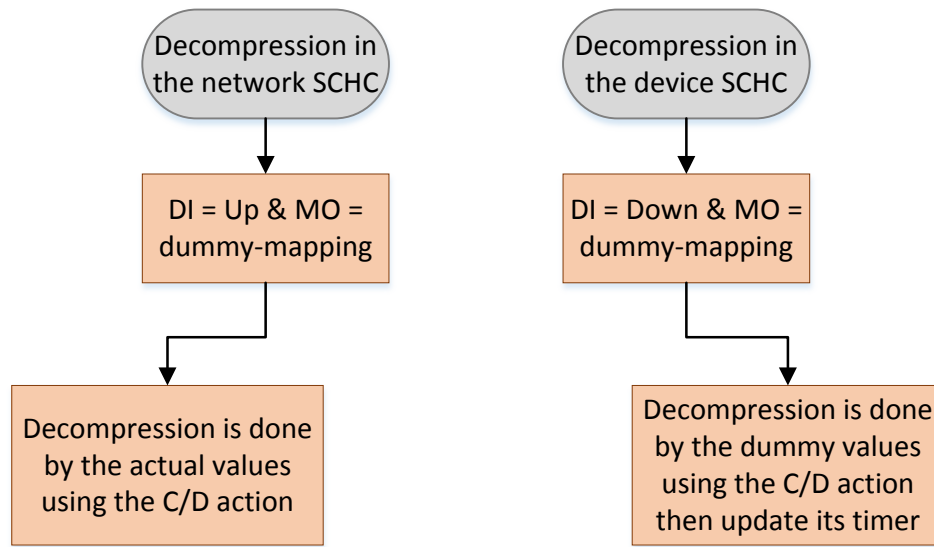 Decompression in
the network SCHC
DI = Up & MO =
dummy-mapping
Decompression is done
by the actual values
using the C/D action
Decompression in
the device SCHC
DI = Down & MO =
dummy-mapping
Decompression is done
by the dummy values
using the C/D action
then update its timer